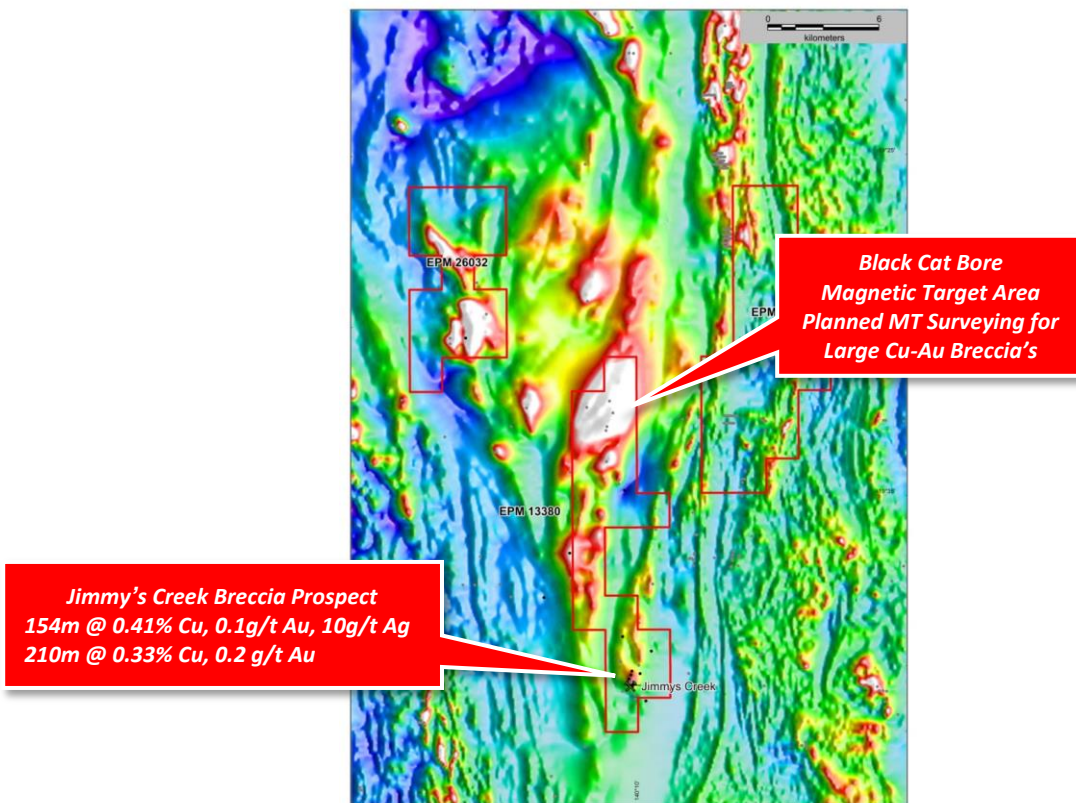 0 6
kilometers
EPM 26032
Black Cat Bore
Magnetic Target Area
Planned MT Surveying for
Large Cu-Au Breccia's
EPM
EPM 13380
Jimmy’s Creek Breccia Prospect
154m @ 0.41% Cu, 0.1g/t Au, 10g/t Ag
210m @ 0.33% Cu, 0.2 g/t Au
Jimmys Creek
140°10'